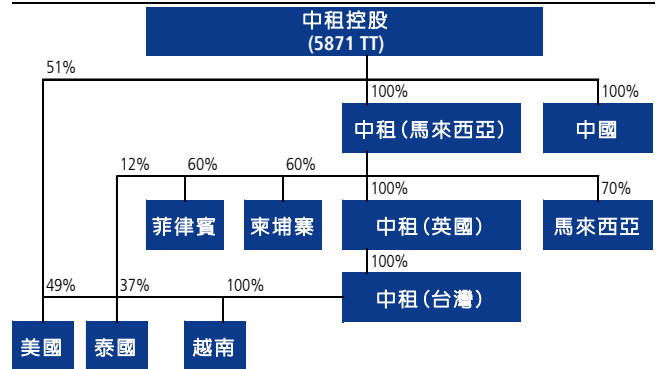 中租控股
(5871 TT)
51%
100%
100%
中租(馬來西亞)
中國
12%
60%
60%
100%
70%
菲律賓
柬埔寨
中租(英國)
馬來西亞
100%
49%
37%
100%
中租(台灣)
美國
泰國
越南